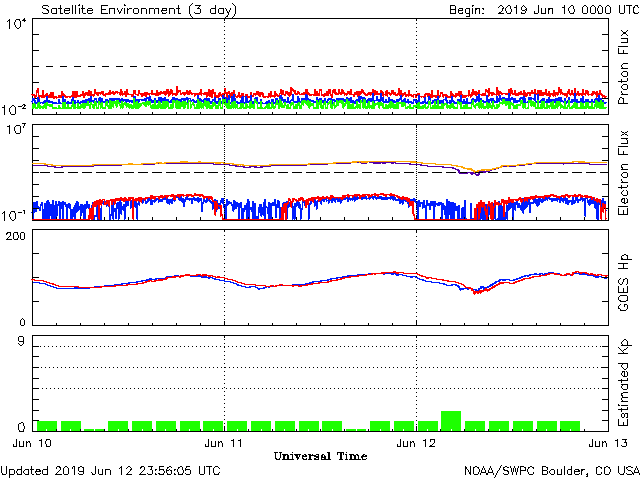 Satellite Environment (3 day) Begin: 2019 Jun 10 0000 UTC
10^4
10^-2
Proton Flux
10^7
10^-1
Electron Flux
200
0
GOES Hp
9
0
Estimated Kp
Jun 10 Jun 11 Jun 12 Jun 13
Universal Time
Updated 2019 Jun 12 23:56:05 UTC NOAA/SWPC Boulder, CO USA